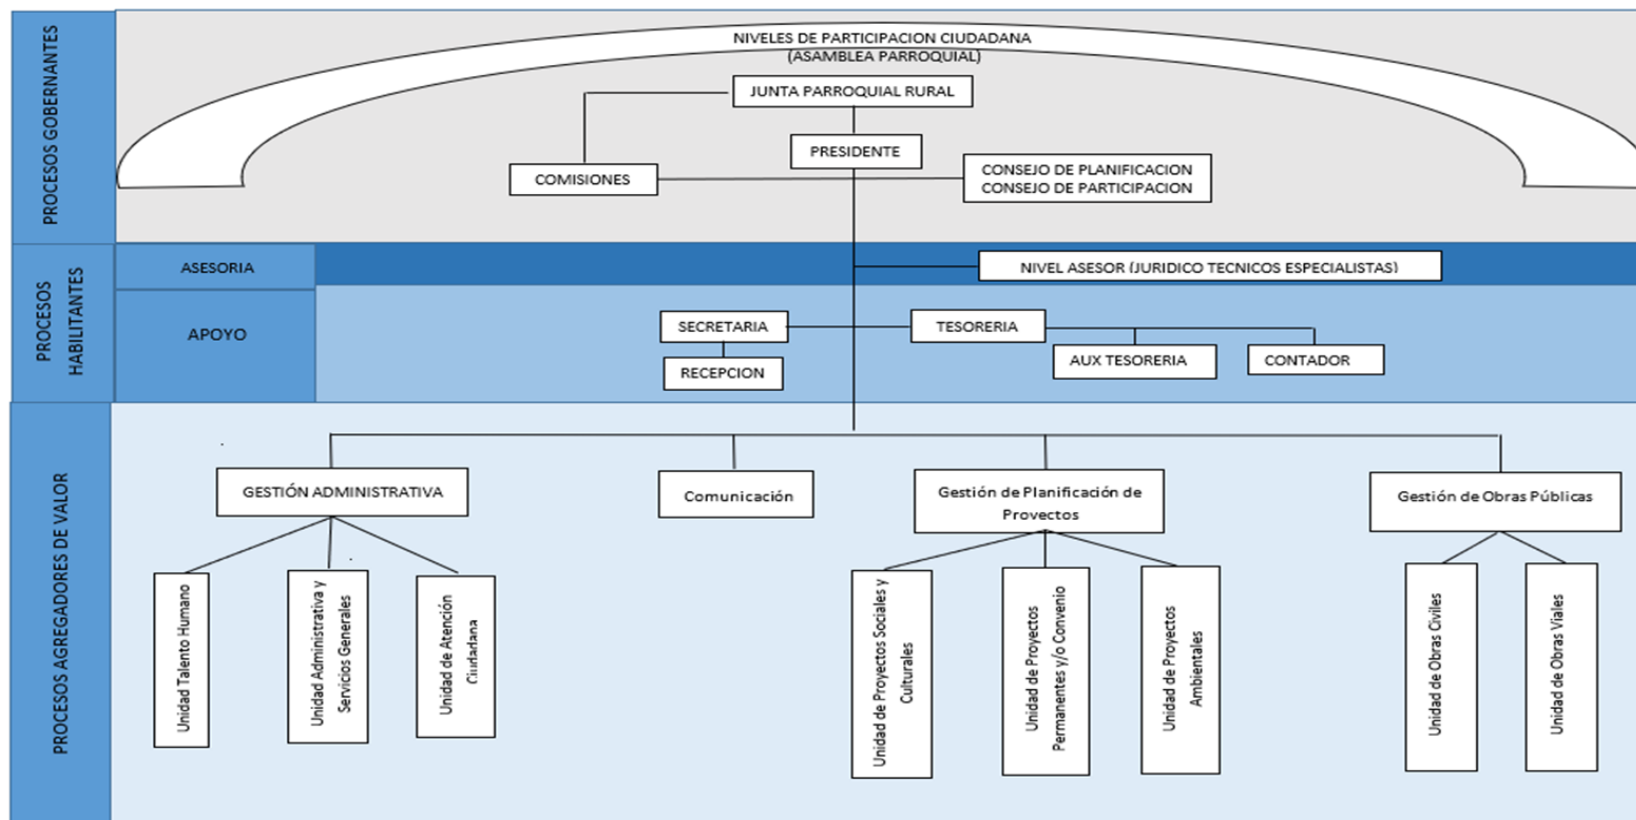 PROCESOS GOBERNANTES
NIVELES DE PARTICIPACION CIUDADANA
(ASAMBLEA PARROQUIAL)
JUNTA PARROQUIAL RURAL
PRESIDENTE
COMISIONES
CONSEJO DE PLANIFICACION
CONSEJO DE PARTICIPACION
PROCESOS
HABILITANTES
ASESORIA
NIVEL ASESOR (JURIDICO TECNICOS ESPECIALISTAS)
APOYO
SECRETARIA
TESORERIA
RECEPCION
AUX TESORERIA
CONTADOR
PROCESOS AGREGADORES DE VALOR
GESTIÓN ADMINISTRATIVA
Comunicación
Gestión de Planificación de
Proyectos
Gestión de Obras Públicas
Unidad Talento Humano
Unidad Administrativa y
Servicios Generales
Unidad de Atención
Ciudadana
Unidad de Proyectos Sociales y
Culturales
Unidad de Proyectos
Permanentes y/o Convenio
Unidad de Proyectos
Ambientales
Unidad de Obras Civiles
Unidad de Obras Viales